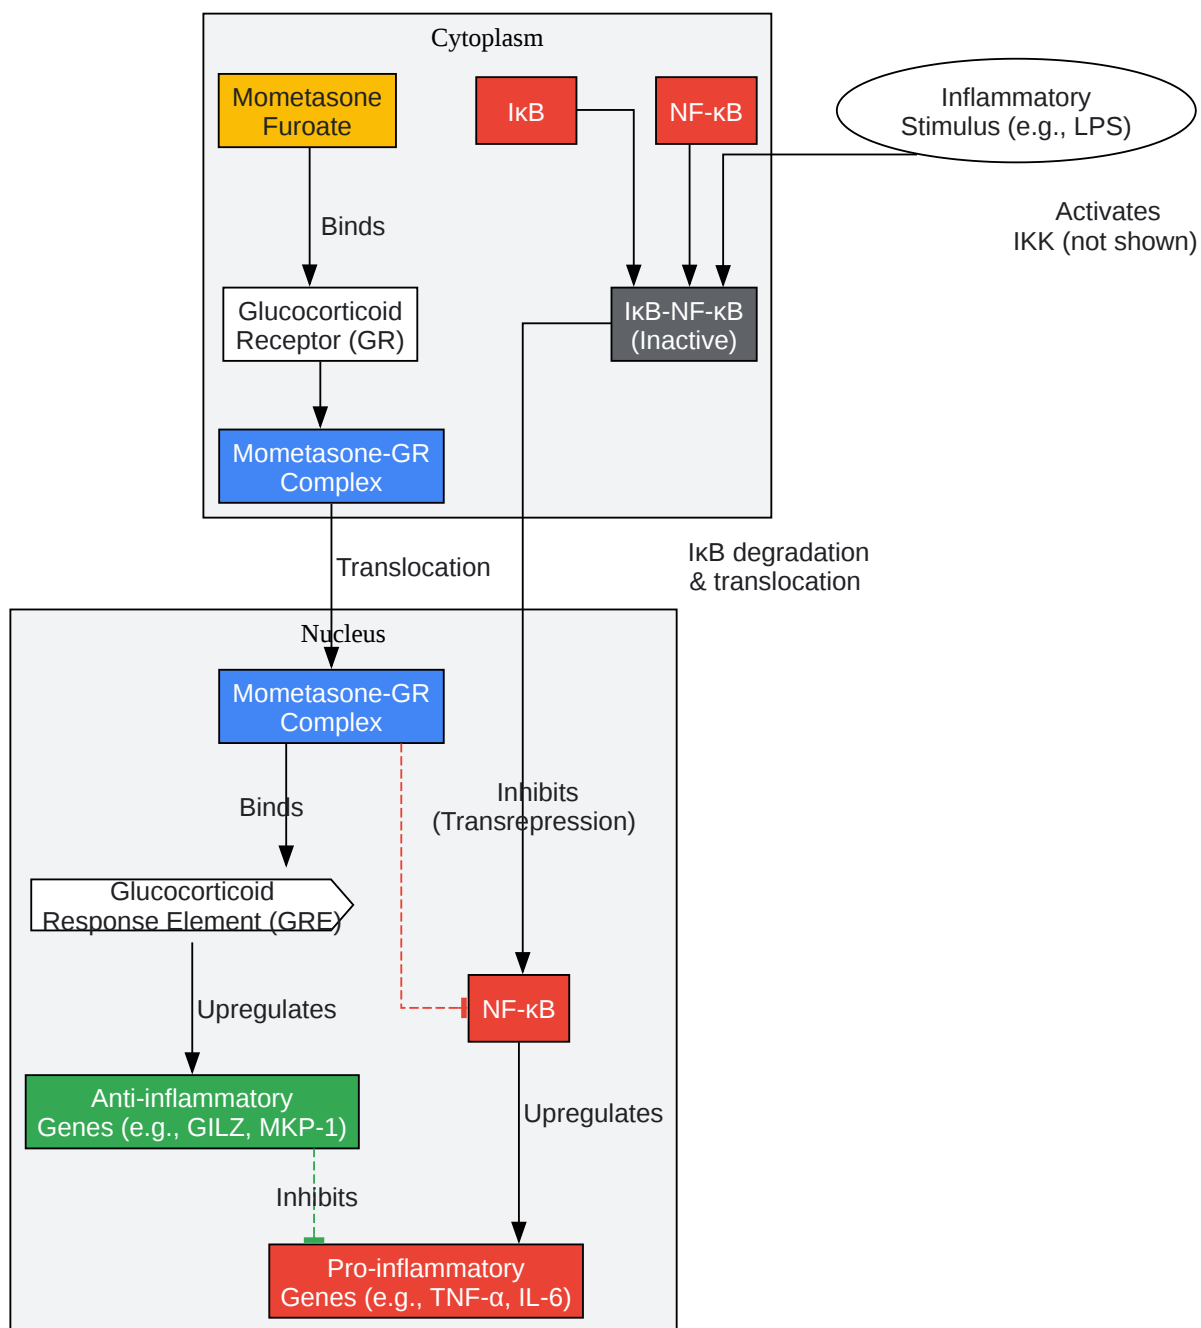 Cytoplasm
Mometasone
Furoate
IκB
NF-κB
Inflammatory
Stimulus (e.g., LPS)
Binds
Activates
IKK (not shown)
Glucocorticoid
Receptor (GR)
IκB-NF-κB
(Inactive)
Mometasone-GR
Complex
Translocation
IκB degradation
& translocation
Nucleus
Mometasone-GR
Complex
Binds
Inhibits
(Transrepression)
Glucocorticoid
Response Element (GRE)
Upregulates
NF-κB
Anti-inflammatory
Genes (e.g., GILZ, MKP-1)
Upregulates
Inhibits
Pro-inflammatory
Genes (e.g., TNF-α, IL-6)